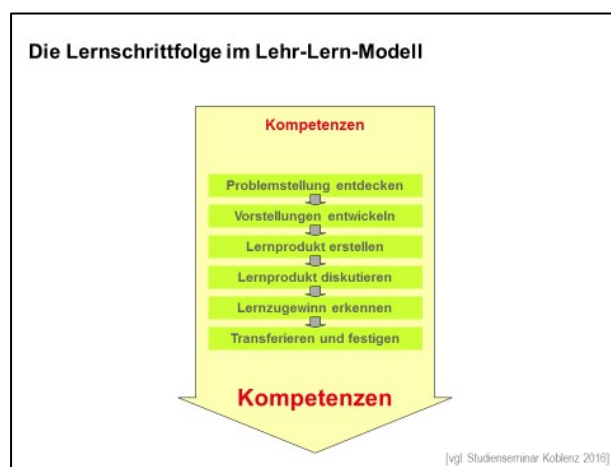 Die Lernschrittfolge im Lehr-Lern-Modell
Kompetenzen
Problemstellung entdecken
Vorstellungen entwickeln
Lernprodukt erstellen
Lernprodukt diskutieren
Lernzugewinn erkennen
Transferieren und festigen
Kompetenzen
[vgl. Studienseminar Koblenz 2016]